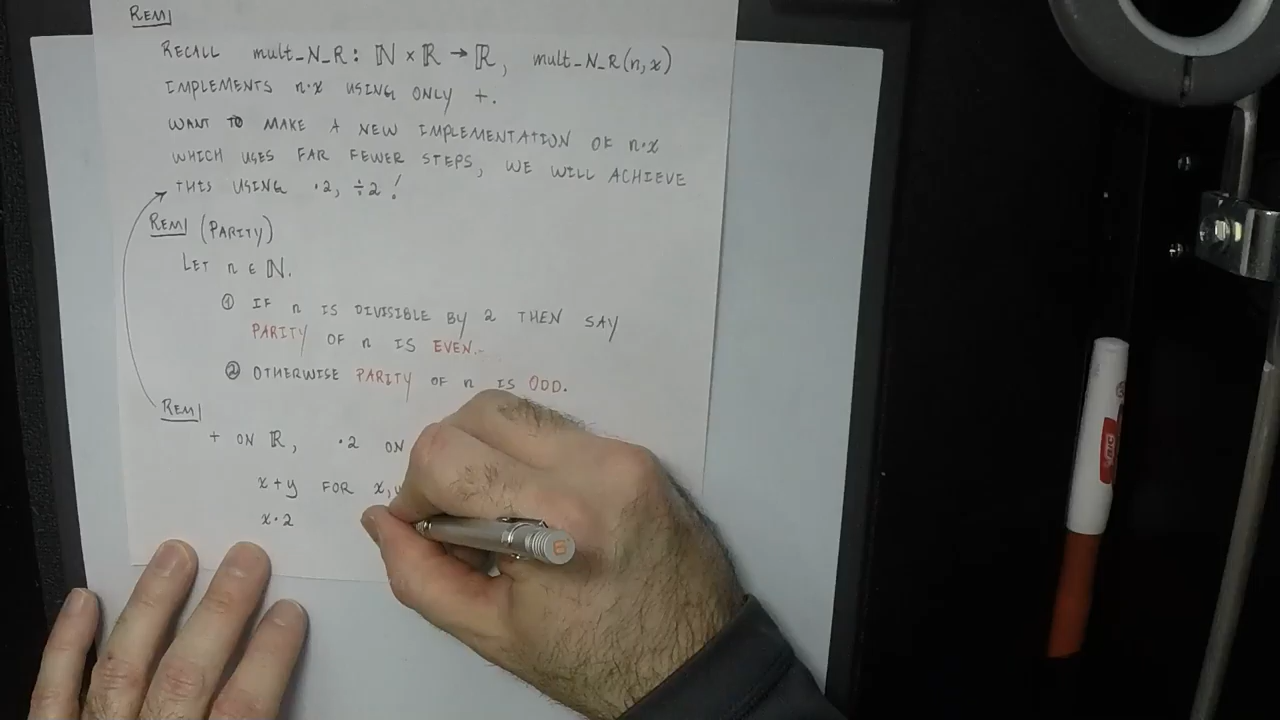 REM
RECALL mult_N_R: ℕ × ℝ → ℝ, mult_N_R(n,x)
IMPLEMENTS n·x USING ONLY +.
WANT TO MAKE A NEW IMPLEMENTATION OF n·x
WHICH USES FAR FEWER STEPS, WE WILL ACHIEVE
THIS USING ·2, ÷2!
REM (PARITY)
LET n ∈ ℕ.
① IF n IS DIVISIBLE BY 2 THEN SAY
PARITY OF n IS EVEN.
② OTHERWISE PARITY OF n IS ODD.
REM
+ ON ℝ, ·2 ON
x+y FOR x,
x·2
BIC